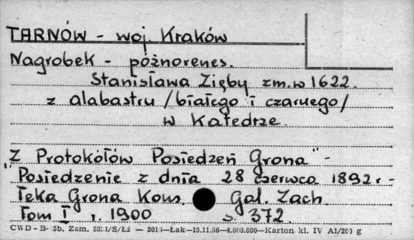 TARNÓW - woj. Kraków
Nagrobek - późnorenes.
Stanisława Zięby zm. w 1622.
z alabastru /białego i czarnego/
w Katedrze.
"Z Protokółów Posiedzeń Grona" -
"Posiedzenie z dnia 28 czerwca 1892 r -
Teka Grona Kons. Gal. Zach.
Tom I r. 1900 s. 372.